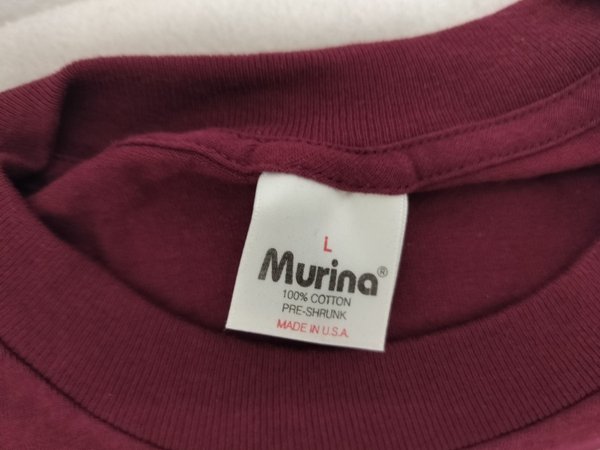 L
Murina®
100% COTTON
PRE-SHRUNK
MADE IN U.S.A.